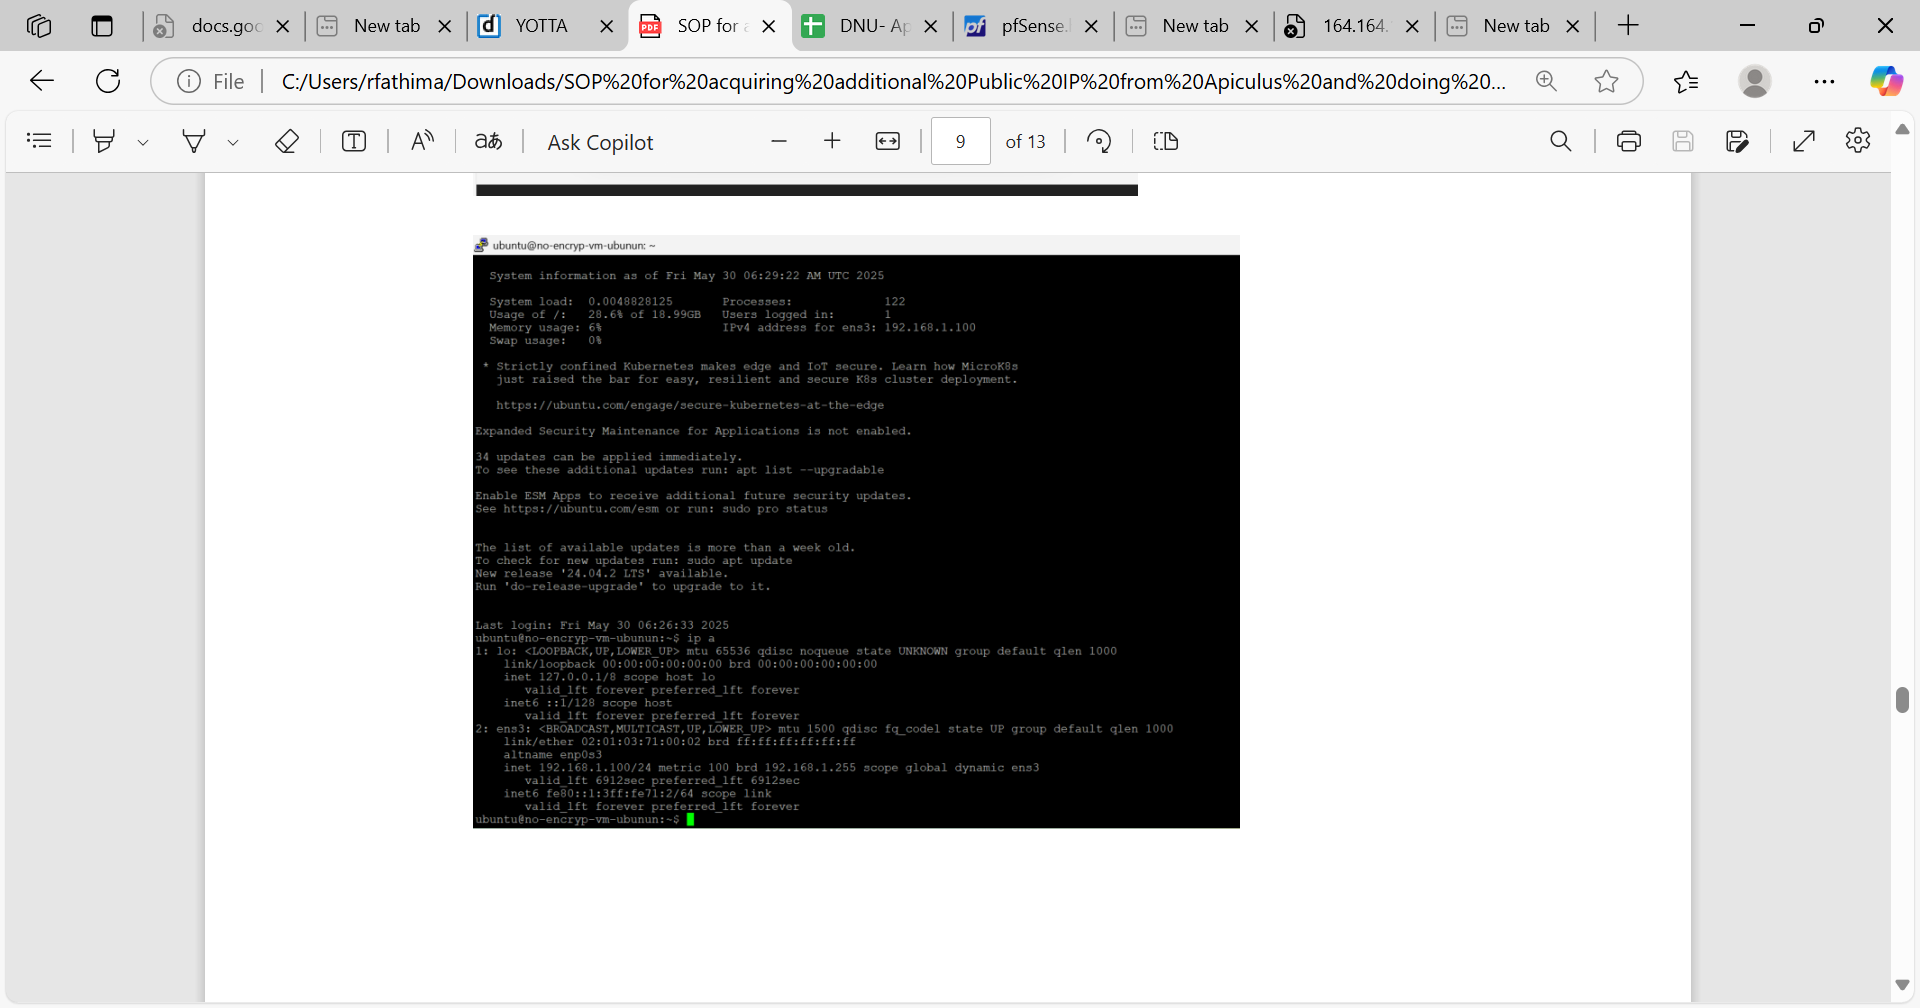 docs.goo
New tab
YOTTA
SOP for a
DNU- Ap
pfSense.
New tab
164.164.
New tab
File
C:/Users/rfathima/Downloads/SOP%20for%20acquiring%20additional%20Public%20IP%20from%20Apiculus%20and%20doing%20...
Ask Copilot
9
of 13
ubuntu@no-encryp-vm-ubunun: ~
System information as of Fri May 30 06:29:22 AM UTC 2025
System load: 0.0048828125 Processes: 122
Usage of /: 28.6% of 18.99GB Users logged in: 1
Memory usage: 6% IPv4 address for ens3: 192.168.1.100
Swap usage: 0%
* Strictly confined Kubernetes makes edge and IoT secure. Learn how MicroK8s
just raised the bar for easy, resilient and secure K8s cluster deployment.
https://ubuntu.com/engage/secure-kubernetes-at-the-edge
Expanded Security Maintenance for Applications is not enabled.
34 updates can be applied immediately.
To see these additional updates run: apt list --upgradable
Enable ESM Apps to receive additional future security updates.
See https://ubuntu.com/esm or run: sudo pro status
The list of available updates is more than a week old.
To check for new updates run: sudo apt update
New release '24.04.2 LTS' available.
Run 'do-release-upgrade' to upgrade to it.
Last login: Fri May 30 06:26:33 2025
ubuntu@no-encryp-vm-ubunun:~$ ip a
1: lo: <LOOPBACK,UP,LOWER_UP> mtu 65536 qdisc noqueue state UNKNOWN group default qlen 1000
link/loopback 00:00:00:00:00:00 brd 00:00:00:00:00:00
inet 127.0.0.1/8 scope host lo
valid_lft forever preferred_lft forever
inet6 ::1/128 scope host
valid_lft forever preferred_lft forever
2: ens3: <BROADCAST,MULTICAST,UP,LOWER_UP> mtu 1500 qdisc fq_codel state UP group default qlen 1000
link/ether 02:01:03:71:00:02 brd ff:ff:ff:ff:ff:ff
altname enp0s3
inet 192.168.1.100/24 metric 100 brd 192.168.1.255 scope global dynamic ens3
valid_lft 6912sec preferred_lft 6912sec
inet6 fe80::1:3ff:fe71:2/64 scope link
valid_lft forever preferred_lft forever
ubuntu@no-encryp-vm-ubunun:~$